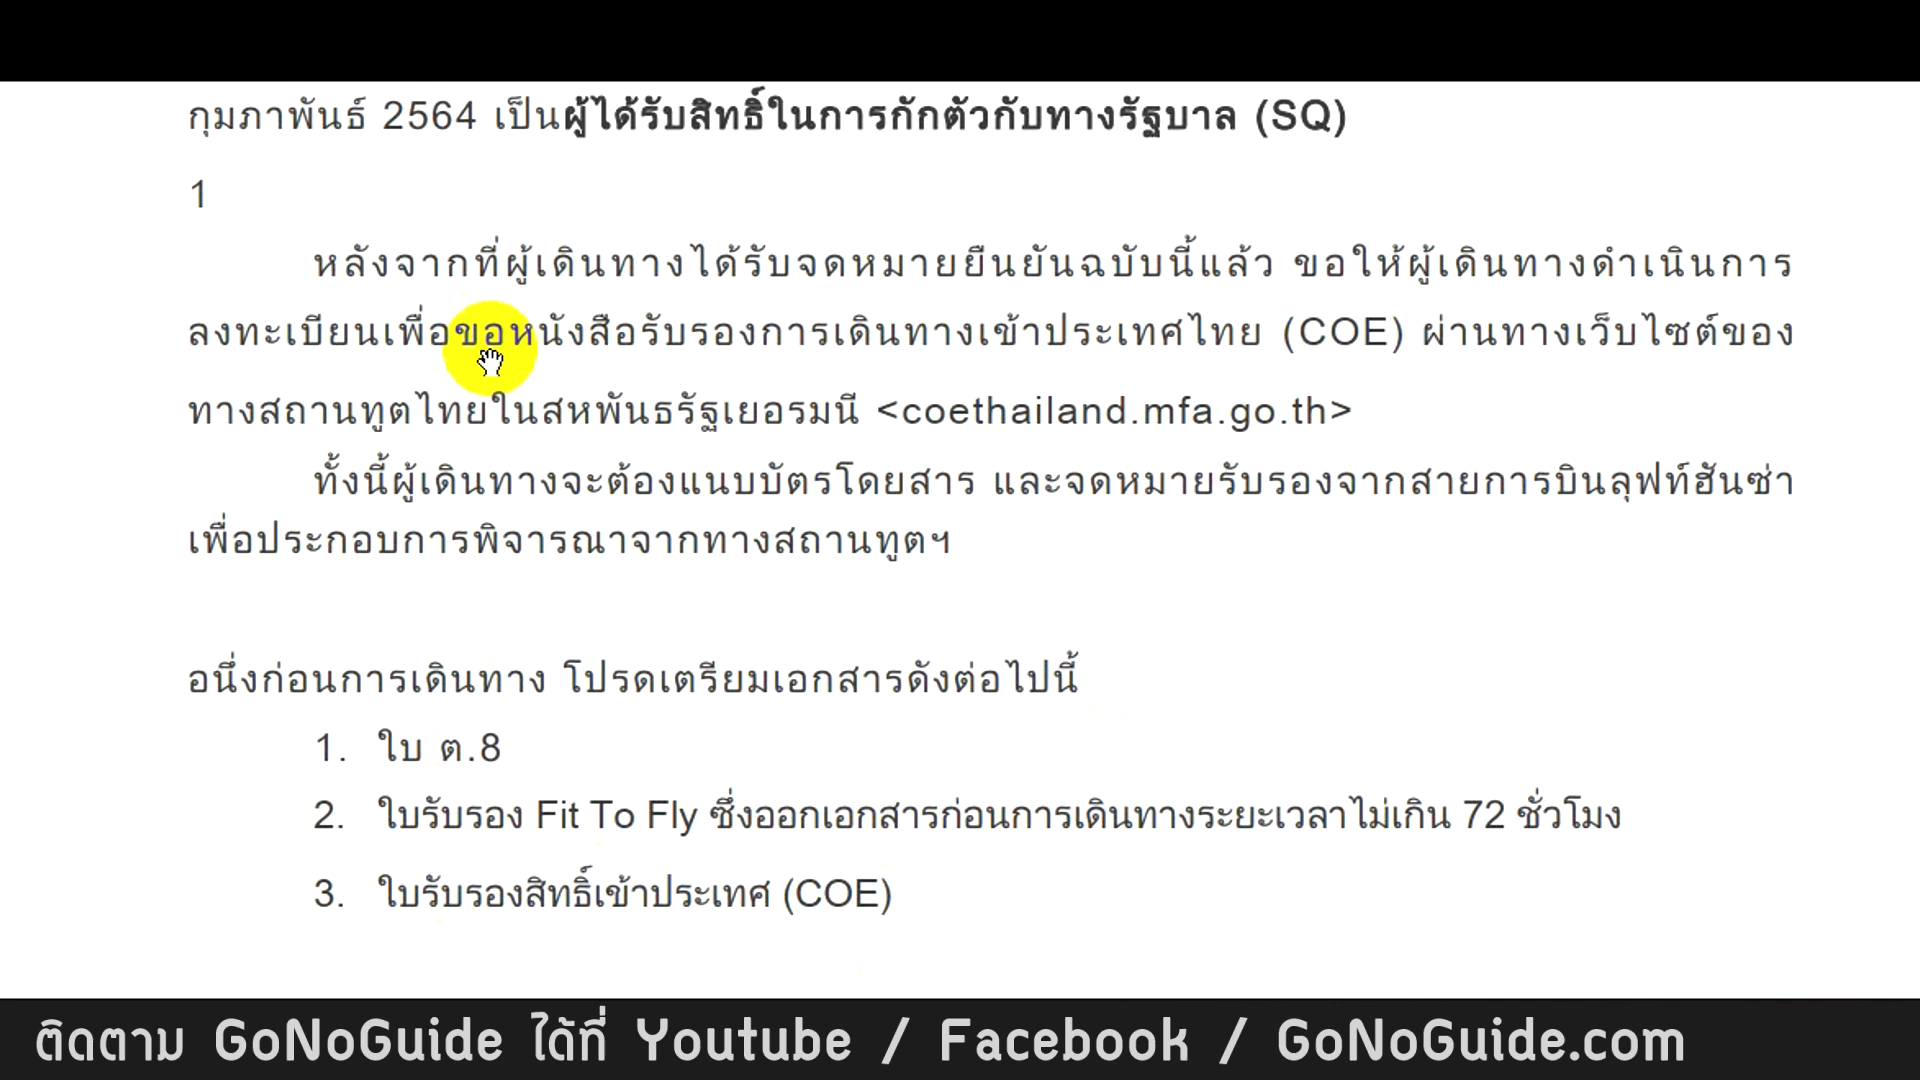 กุมภาพันธ์ 2564 เป็นผู้ได้รับสิทธิ์ในการกักตัวกับทางรัฐบาล (SQ)
1
หลังจากที่ผู้เดินทางได้รับจดหมายยืนยันฉบับนี้แล้ว ขอให้ผู้เดินทางดำเนินการ
ลงทะเบียนเพื่อขอหนังสือรับรองการเดินทางเข้าประเทศไทย (COE) ผ่านทางเว็บไซต์ของ
ทางสถานทูตไทยในสหพันธรัฐเยอรมนี <coethailand.mfa.go.th>
ทั้งนี้ผู้เดินทางจะต้องแนบบัตรโดยสาร และจดหมายรับรองจากสายการบินลุฟท์ฮันซ่า
เพื่อประกอบการพิจารณาจากทางสถานทูตฯ
อนึ่งก่อนการเดินทาง โปรดเตรียมเอกสารดังต่อไปนี้
1. ใบ ต.8
2. ใบรับรอง Fit To Fly ซึ่งออกเอกสารก่อนการเดินทางระยะเวลาไม่เกิน 72 ชั่วโมง
3. ใบรับรองสิทธิ์เข้าประเทศ (COE)
ติดตาม GoNoGuide ได้ที่ Youtube / Facebook / GoNoGuide.com